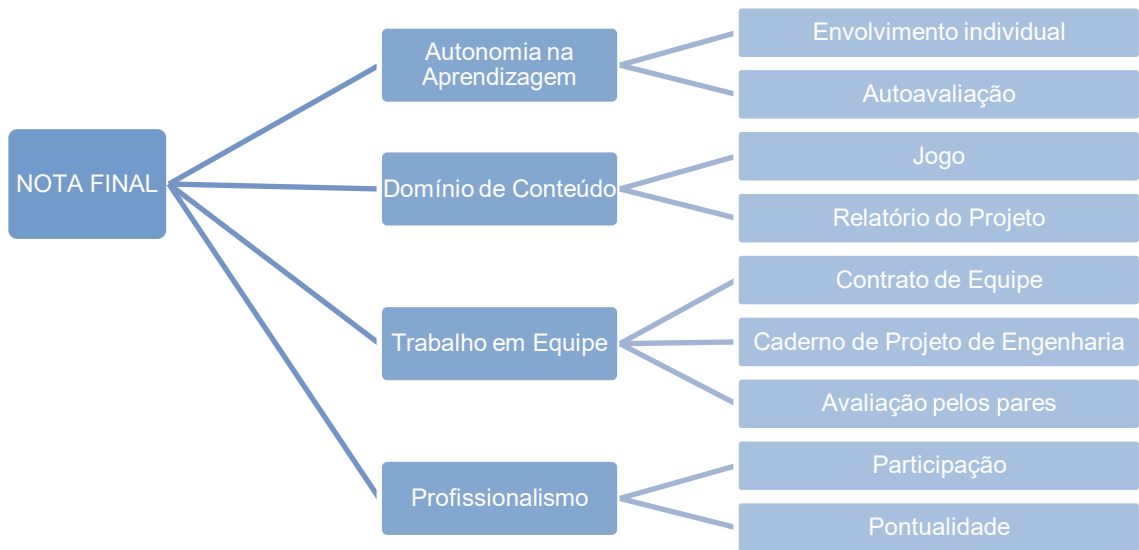 NOTA FINAL
Autonomia na
Aprendizagem
Envolvimento individual
Autoavaliação
Domínio de Conteúdo
Jogo
Relatório do Projeto
Trabalho em Equipe
Contrato de Equipe
Caderno de Projeto de Engenharia
Avaliação pelos pares
Profissionalismo
Participação
Pontualidade